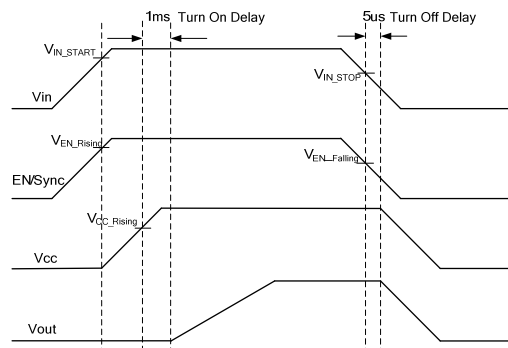 1ms Turn On Delay
5us Turn Off Delay
VIN_START
VIN_STOP
Vin
VEN_Rising
VEN_Falling
EN/Sync
VCC_Rising
Vcc
Vout